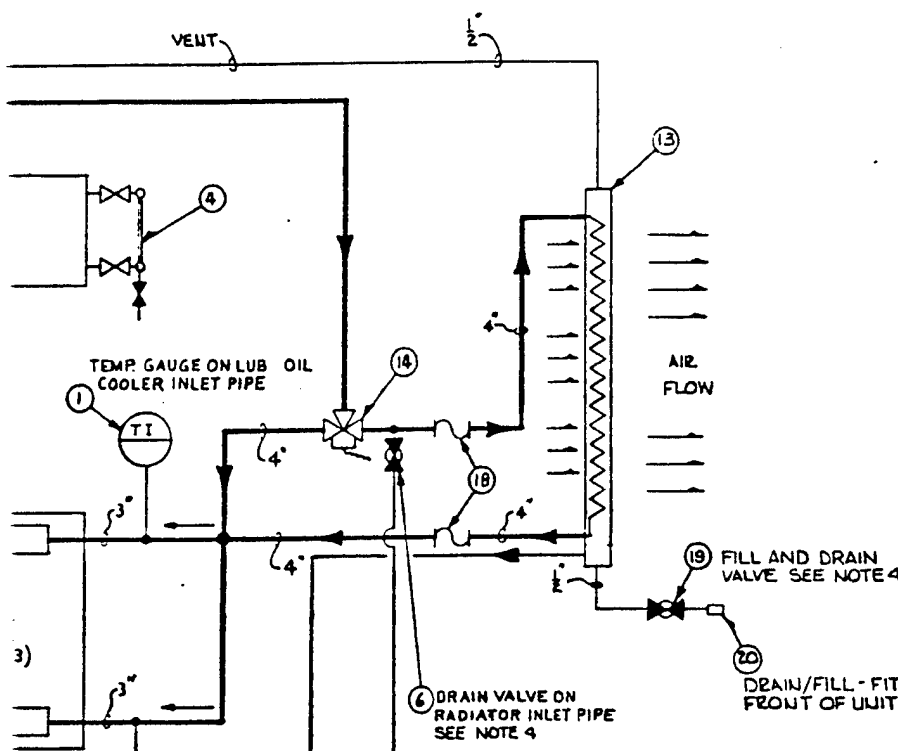 VENT
1/2"
13
4
4"
AIR
FLOW
TEMP. GAUGE ON LUB OIL
COOLER INLET PIPE
14
1
TI
4"
18
3"
4"
4"
19 FILL AND DRAIN
VALVE SEE NOTE 4
1/2"
20
3)
DRAIN/FILL-FIT
FRONT OF UNIT
3"
6 DRAIN VALVE ON
RADIATOR INLET PIPE
SEE NOTE 4